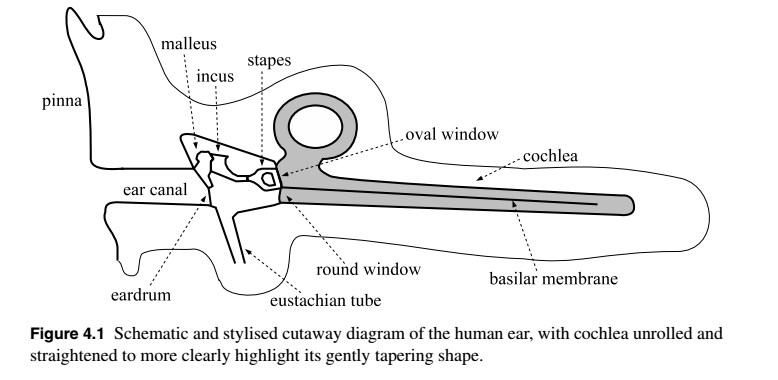 malleus
stapes
incus
pinna
oval window
cochlea
ear canal
round window
basilar membrane
eardrum
eustachian tube
Figure 4.1 Schematic and stylised cutaway diagram of the human ear, with cochlea unrolled and
straightened to more clearly highlight its gently tapering shape.